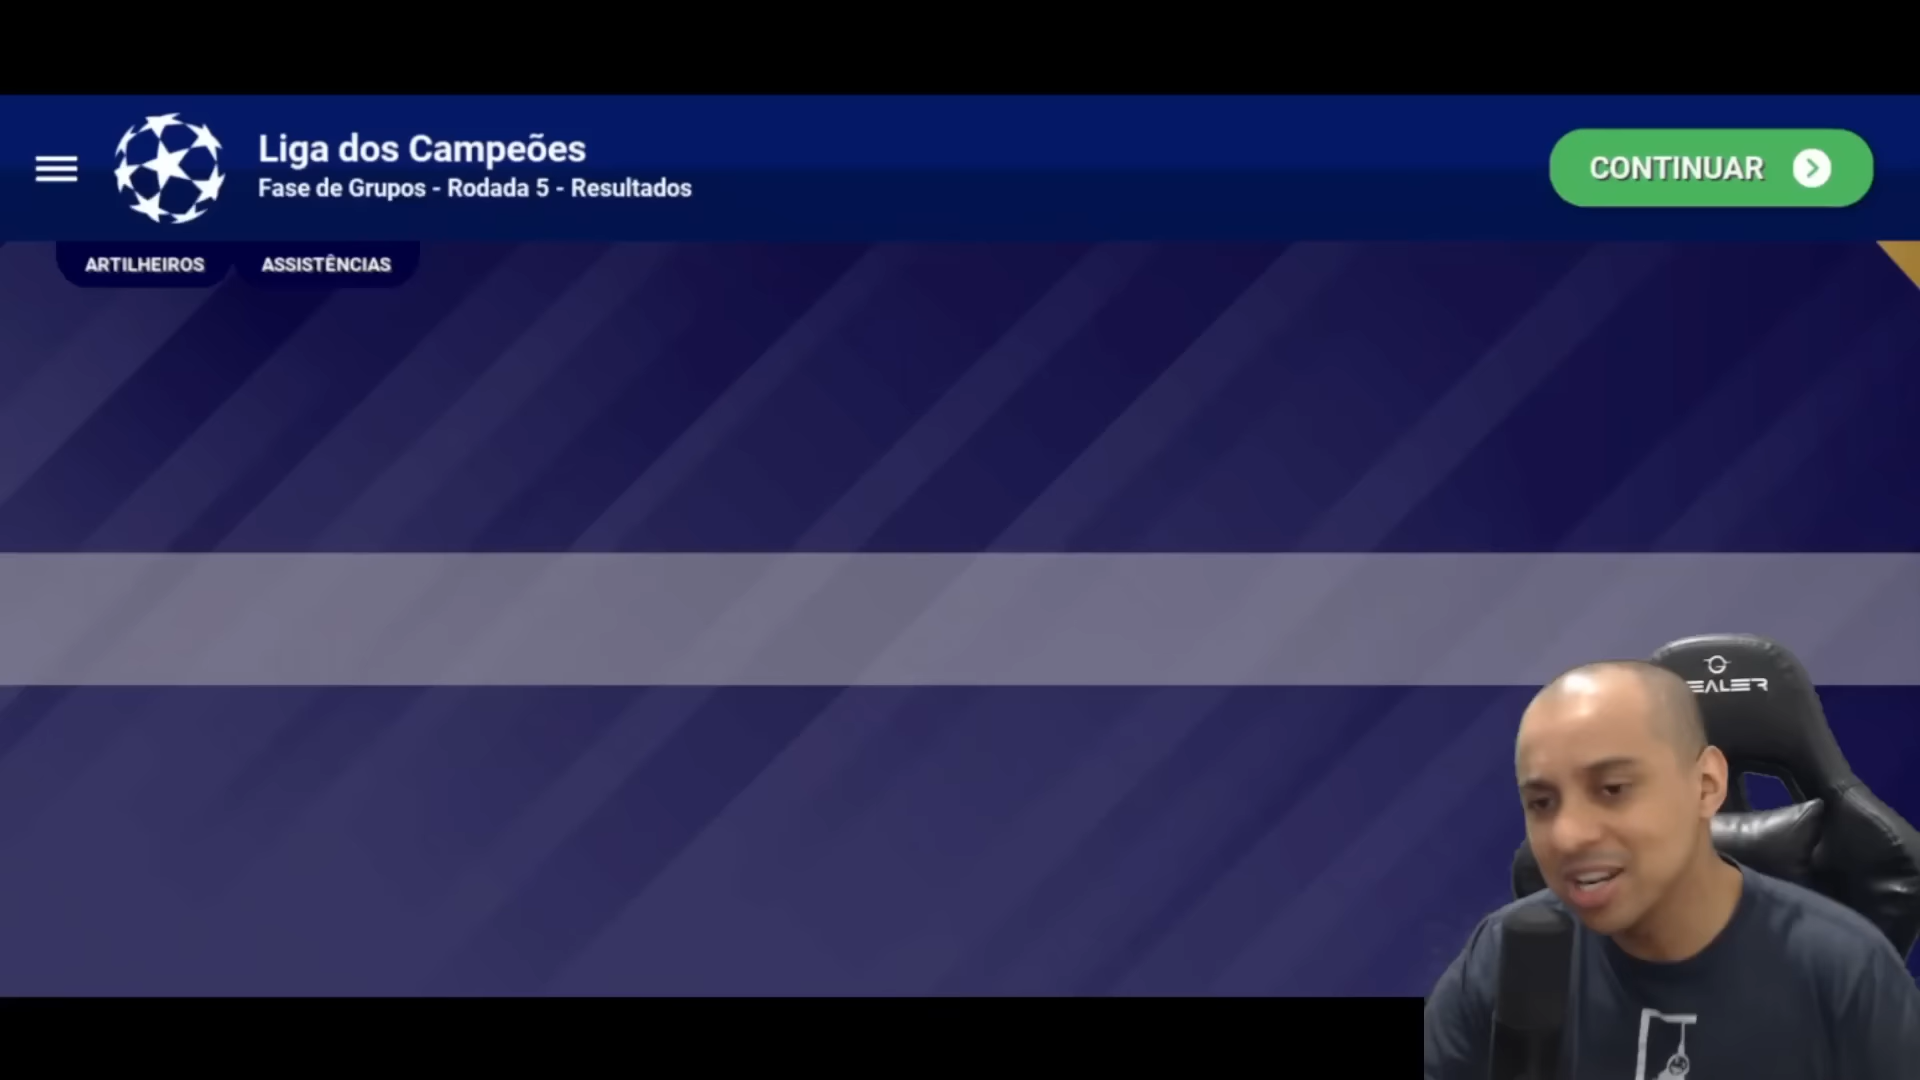 Liga dos Campeões
Fase de Grupos - Rodada 5 - Resultados
CONTINUAR
ARTILHEIROS
ASSISTÊNCIAS